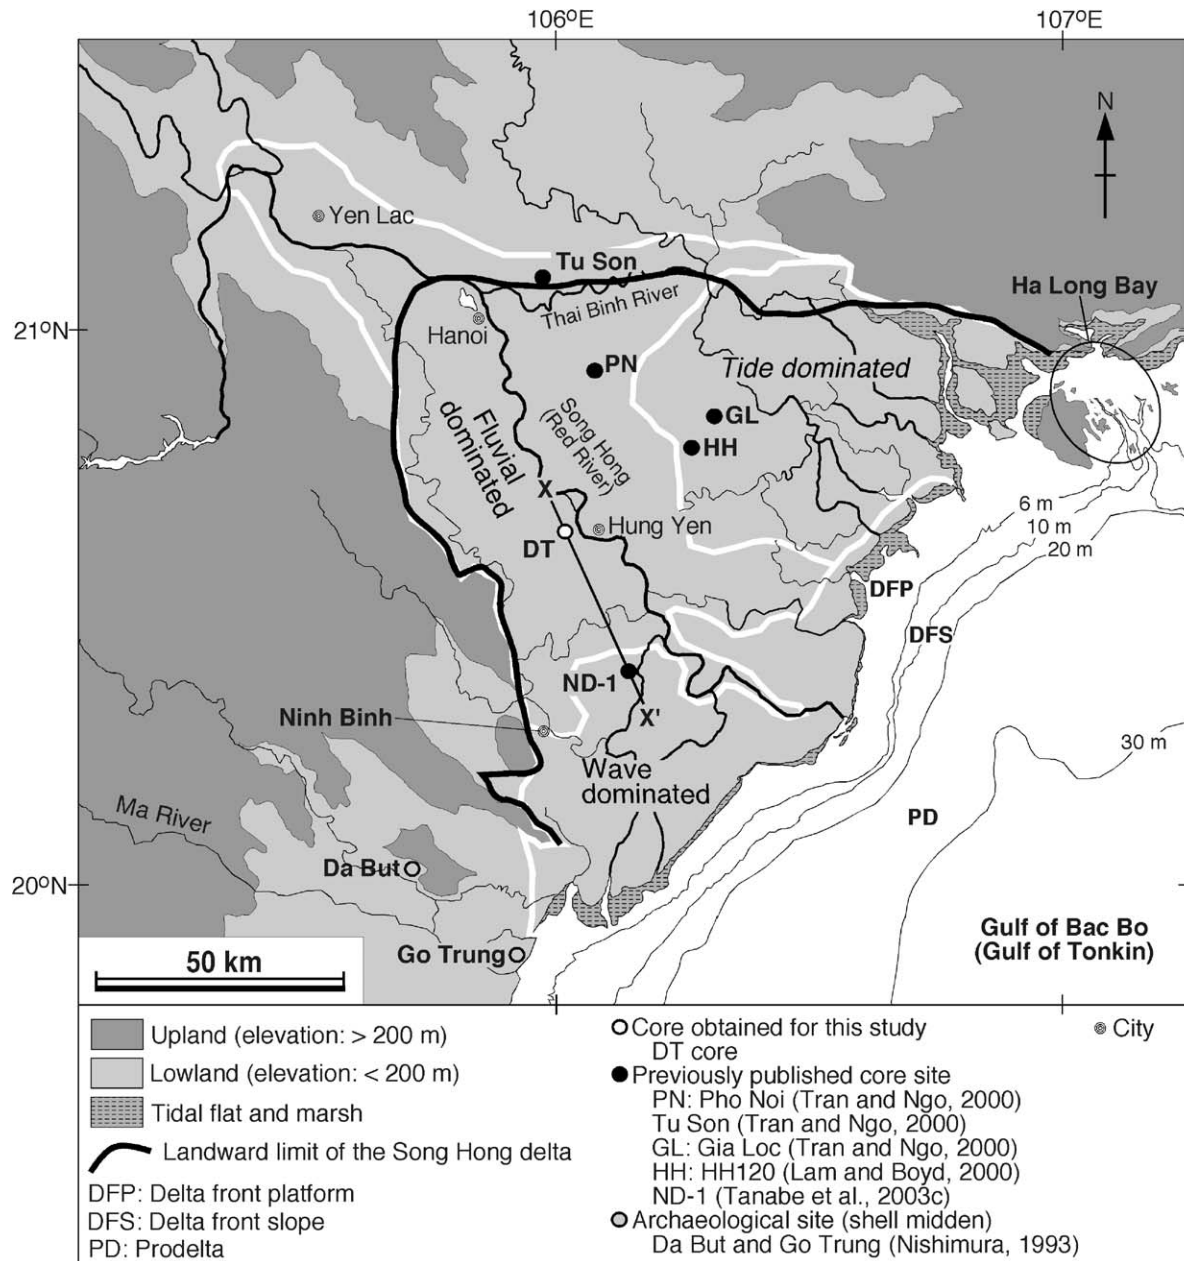 106ºE
107ºE
N
Yen Lac
Tu Son
Ha Long Bay
Thai Binh River
21ºN
Hanoi
PN
Tide dominated
Fluvial
dominated
Song Hong
(Red River)
GL
HH
X
6 m
Hung Yen
10 m
DT
20 m
DFP
DFS
ND-1
X'
Ninh Binh
30 m
Wave
dominated
Ma River
PD
Da But
20ºN
Gulf of Bac Bo
(Gulf of Tonkin)
Go Trung
50 km
Upland (elevation: > 200 m)
Lowland (elevation: < 200 m)
Tidal flat and marsh
Landward limit of the Song Hong delta
DFP: Delta front platform
DFS: Delta front slope
PD: Prodelta
Core obtained for this study
DT core
Previously published core site
PN: Pho Noi (Tran and Ngo, 2000)
Tu Son (Tran and Ngo, 2000)
GL: Gia Loc (Tran and Ngo, 2000)
HH: HH120 (Lam and Boyd, 2000)
ND-1 (Tanabe et al., 2003c)
Archaeological site (shell midden)
Da But and Go Trung (Nishimura, 1993)
City